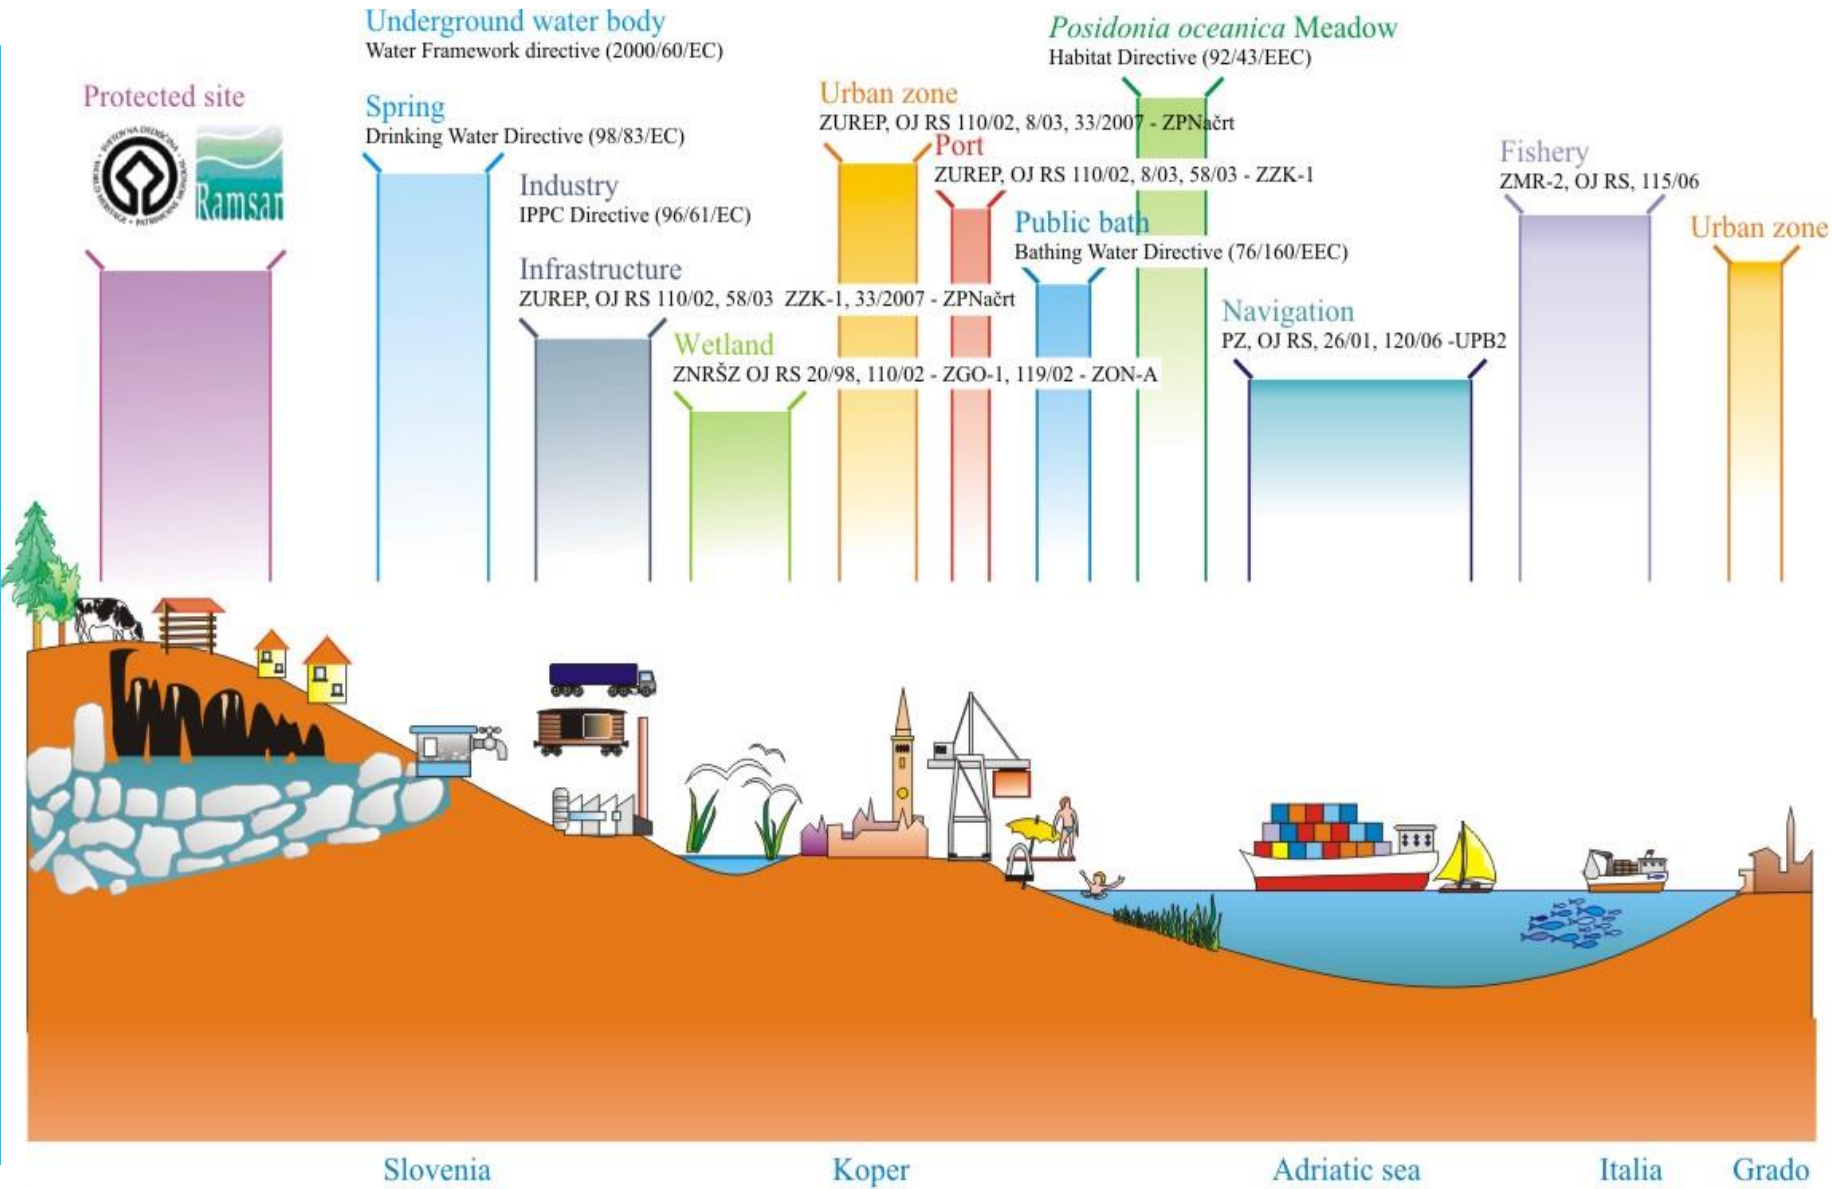 Underground water body
Water Framework directive (2000/60/EC)
Posidonia oceanica Meadow
Habitat Directive (92/43/EEC)
Protected site
SVETOVNA DEDIŠČINA • WORLD HERITAGE • PATRIMOINE MONDIAL
Ramsar
Spring
Drinking Water Directive (98/83/EC)
Urban zone
ZUREP, OJ RS 110/02, 8/03, 33/2007 - ZPNačrt
Port
ZUREP, OJ RS 110/02, 8/03, 58/03 - ZZK-1
Fishery
ZMR-2, OJ RS, 115/06
Industry
IPPC Directive (96/61/EC)
Public bath
Bathing Water Directive (76/160/EEC)
Urban zone
Infrastructure
ZUREP, OJ RS 110/02, 58/03 ZZK-1, 33/2007 - ZPNačrt
Navigation
PZ, OJ RS, 26/01, 120/06 -UPB2
Wetland
ZNRŠZ OJ RS 20/98, 110/02 - ZGO-1, 119/02 - ZON-A
Slovenia
Koper
Adriatic sea
Italia
Grado